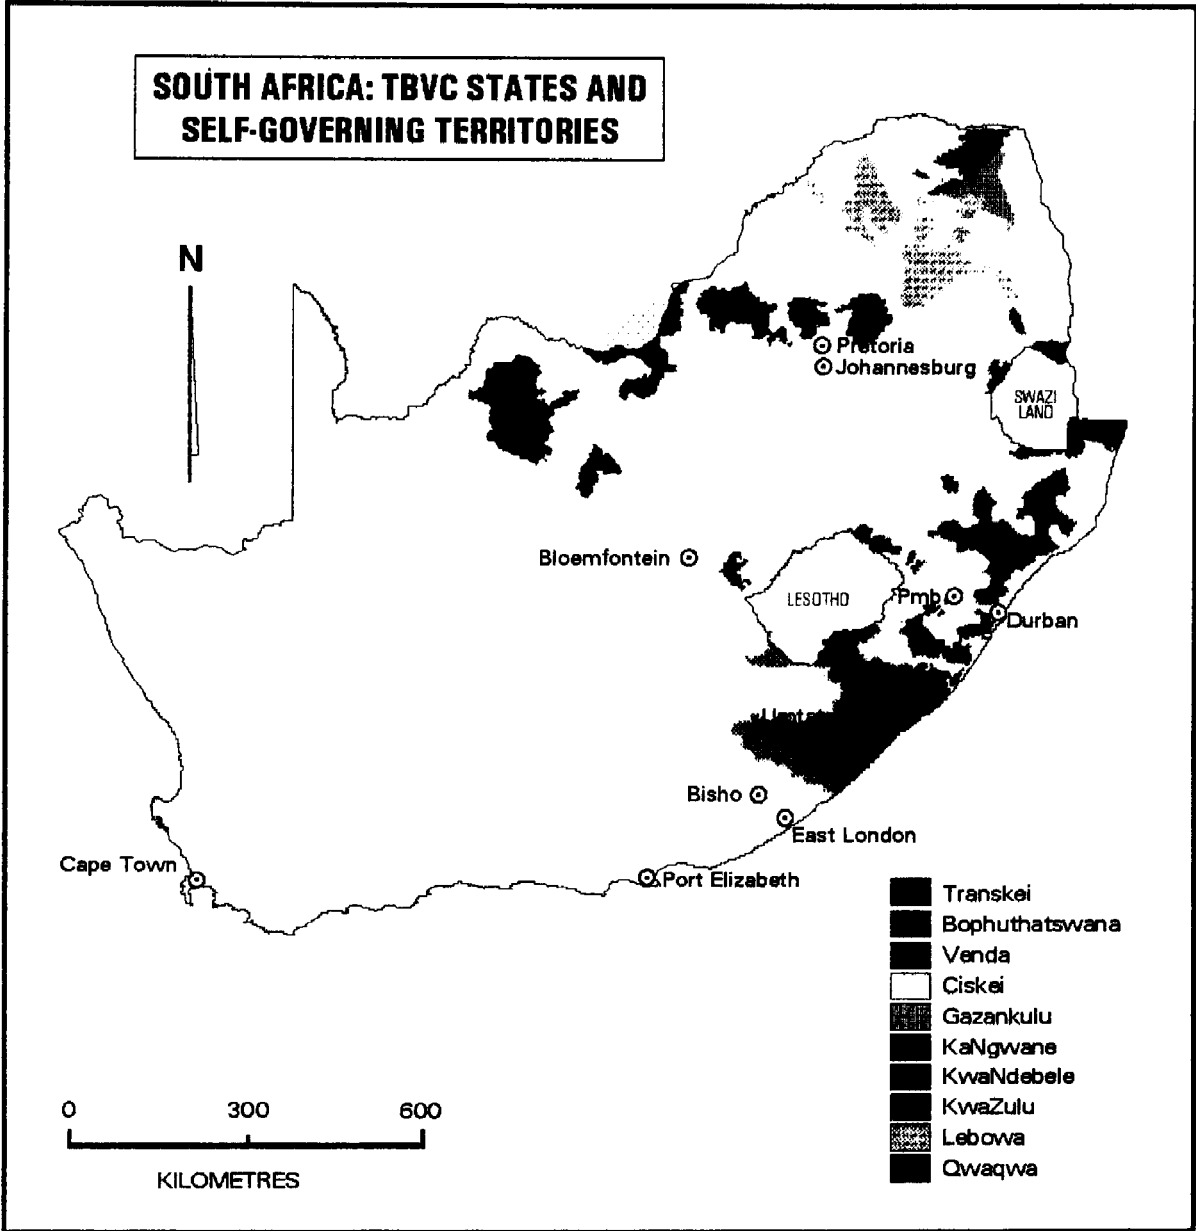 SOUTH AFRICA: TBVC STATES AND
SELF-GOVERNING TERRITORIES
N
Pretoria
Johannesburg
SWAZI
LAND
Bloemfontein
LESOTHO
Pmb.
Durban
Bisho
East London
Cape Town
Port Elizabeth
Transkei
Bophuthatswana
Venda
Ciskei
Gazankulu
KaNgwane
KwaNdebele
KwaZulu
Lebowa
Qwaqwa
0 300 600
KILOMETRES